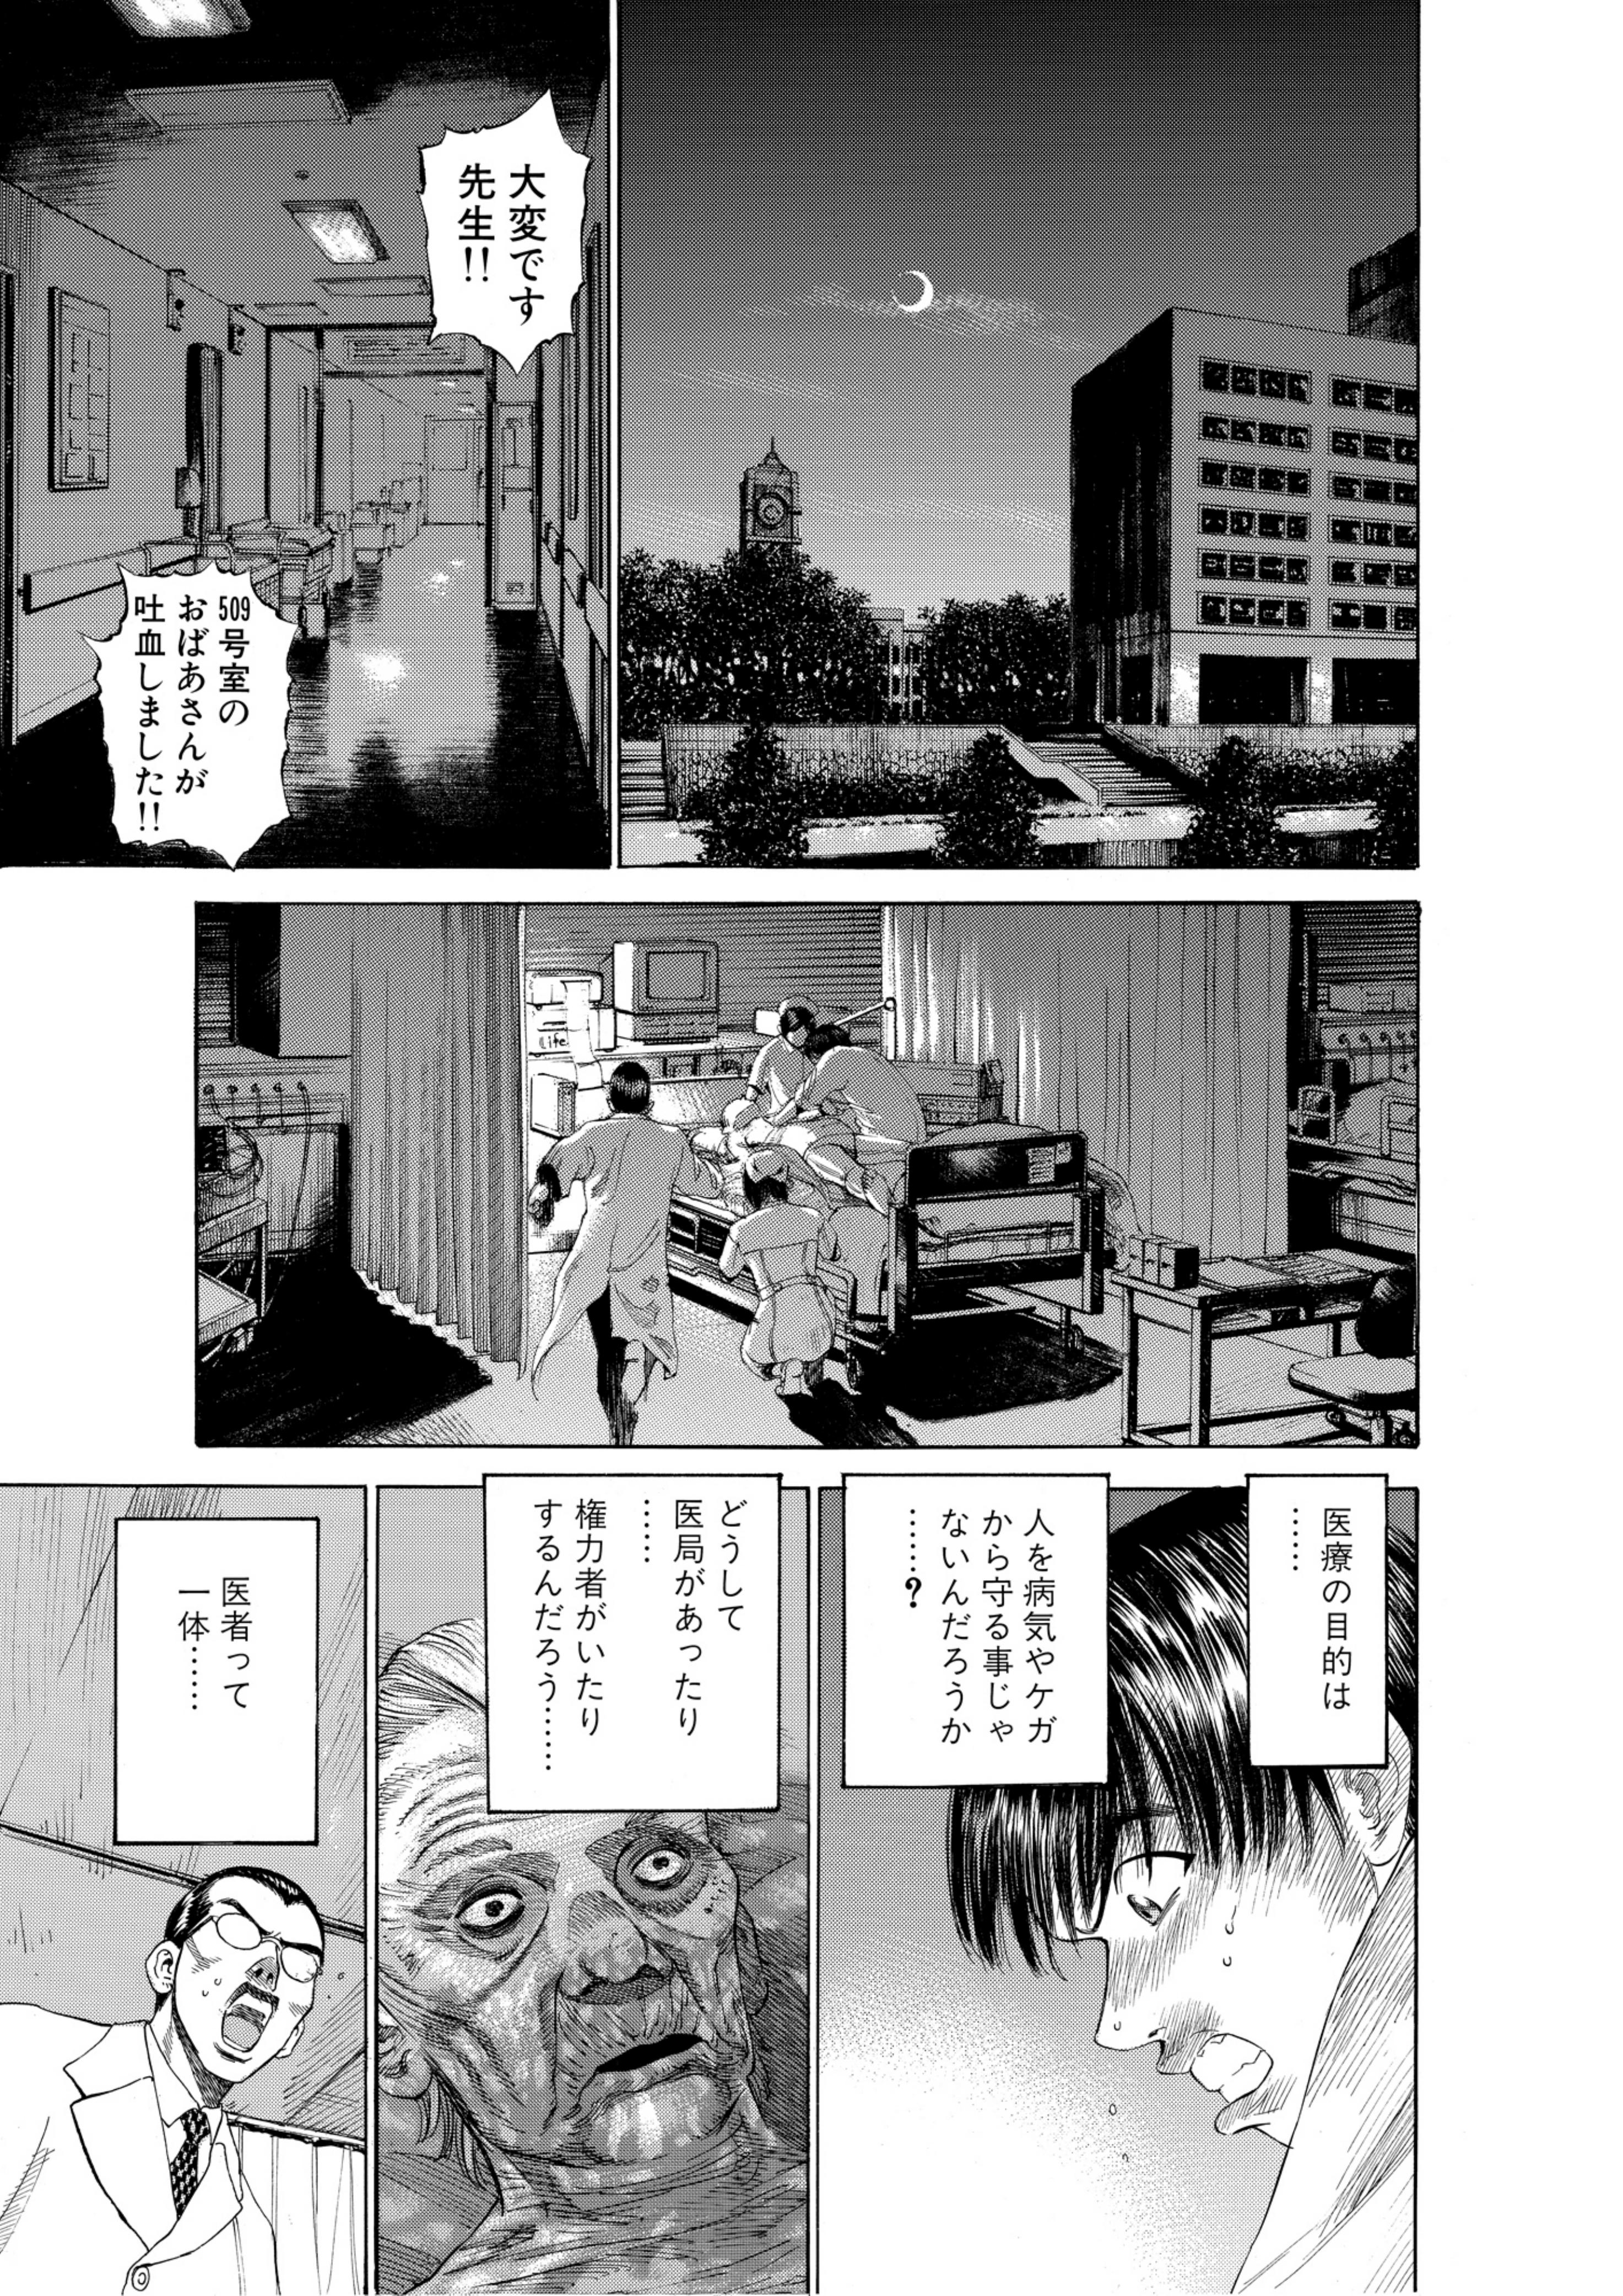 大変です
先生!!
509号室の
おばあさんが
吐血しました!!
Life
医療の目的は
……
人を病気やケガ
から守る事じゃ
ないんだろうか
……?
どうして
医局があったり
……
権力者がいたり
するんだろう……
医者って
一体……